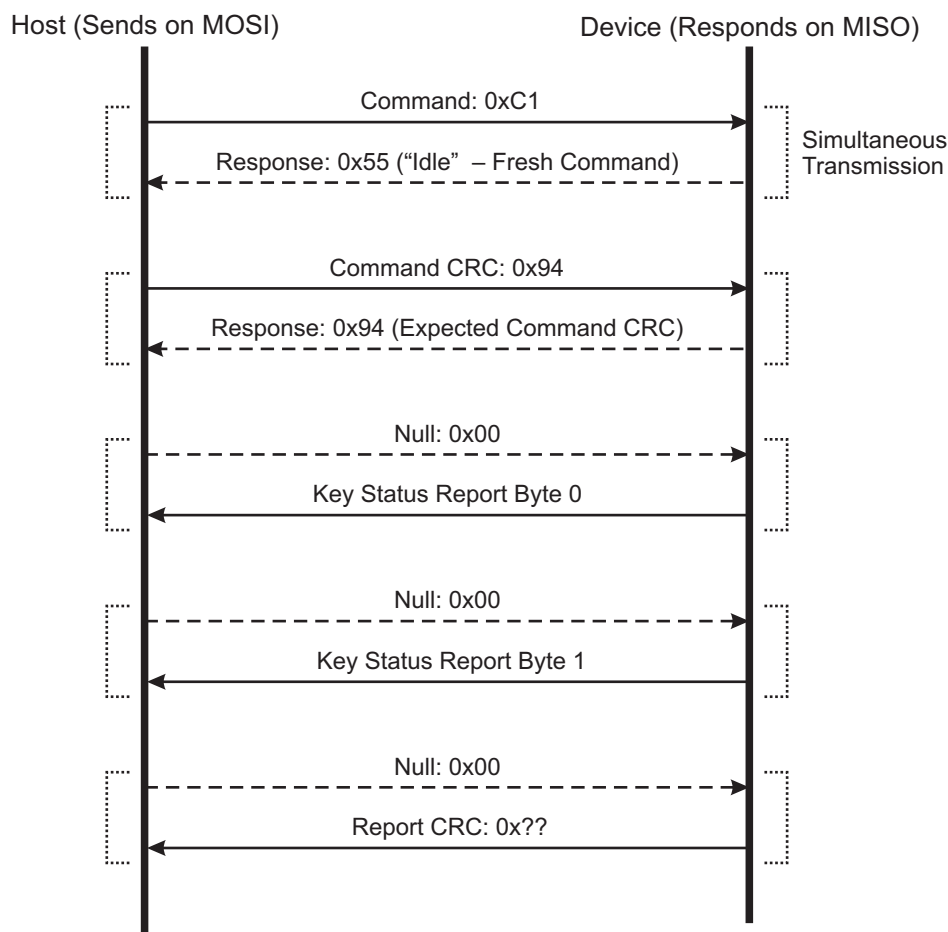 Host (Sends on MOSI)
Device (Responds on MISO)
Command: 0xC1
Response: 0x55 (“Idle” – Fresh Command)
Simultaneous
Transmission
Command CRC: 0x94
Response: 0x94 (Expected Command CRC)
Null: 0x00
Key Status Report Byte 0
Null: 0x00
Key Status Report Byte 1
Null: 0x00
Report CRC: 0x??